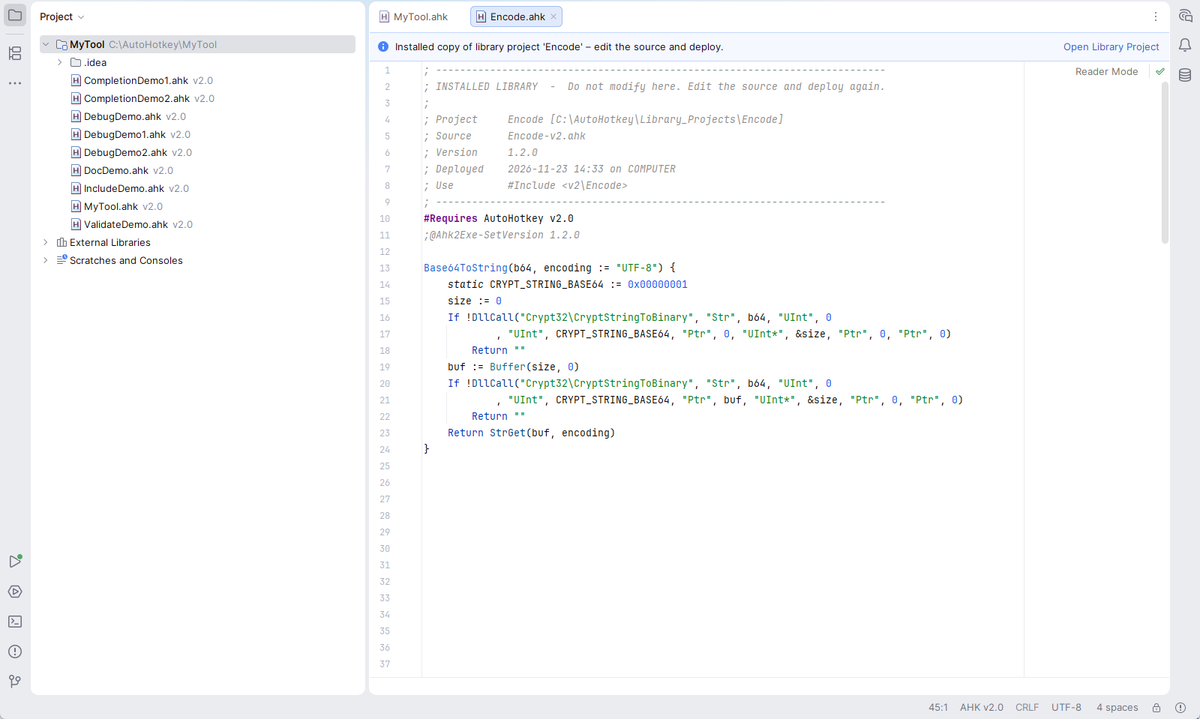 Project
MyTool C:\AutoHotkey\MyTool
.idea
CompletionDemo1.ahk v2.0
CompletionDemo2.ahk v2.0
DebugDemo.ahk v2.0
DebugDemo1.ahk v2.0
DebugDemo2.ahk v2.0
DocDemo.ahk v2.0
IncludeDemo.ahk v2.0
MyTool.ahk v2.0
ValidateDemo.ahk v2.0
External Libraries
Scratches and Consoles
MyTool.ahk Encode.ahk
Installed copy of library project 'Encode' – edit the source and deploy. Open Library Project
Reader Mode
1 ; ---------------------------------------------------------------------------
2 ; INSTALLED LIBRARY  -  Do not modify here. Edit the source and deploy again.
3 ;
4 ; Project     Encode [C:\AutoHotkey\Library_Projects\Encode]
5 ; Source      Encode-v2.ahk
6 ; Version     1.2.0
7 ; Deployed    2026-11-23 14:33 on COMPUTER
8 ; Use         #Include <v2\Encode>
9 ; ---------------------------------------------------------------------------
10 #Requires AutoHotkey v2.0
11 ;@Ahk2Exe-SetVersion 1.2.0
12
13 Base64ToString(b64, encoding := "UTF-8") {
14     static CRYPT_STRING_BASE64 := 0x00000001
15     size := 0
16     If !DllCall("Crypt32\CryptStringToBinary", "Str", b64, "UInt", 0
17             , "UInt", CRYPT_STRING_BASE64, "Ptr", 0, "UInt*", &size, "Ptr", 0, "Ptr", 0)
18         Return ""
19     buf := Buffer(size, 0)
20     If !DllCall("Crypt32\CryptStringToBinary", "Str", b64, "UInt", 0
21             , "UInt", CRYPT_STRING_BASE64, "Ptr", buf, "UInt*", &size, "Ptr", 0, "Ptr", 0)
22         Return ""
23     Return StrGet(buf, encoding)
24 }
25
26
27
28
29
30
31
32
33
34
35
36
37
45:1 AHK v2.0 CRLF UTF-8 4 spaces